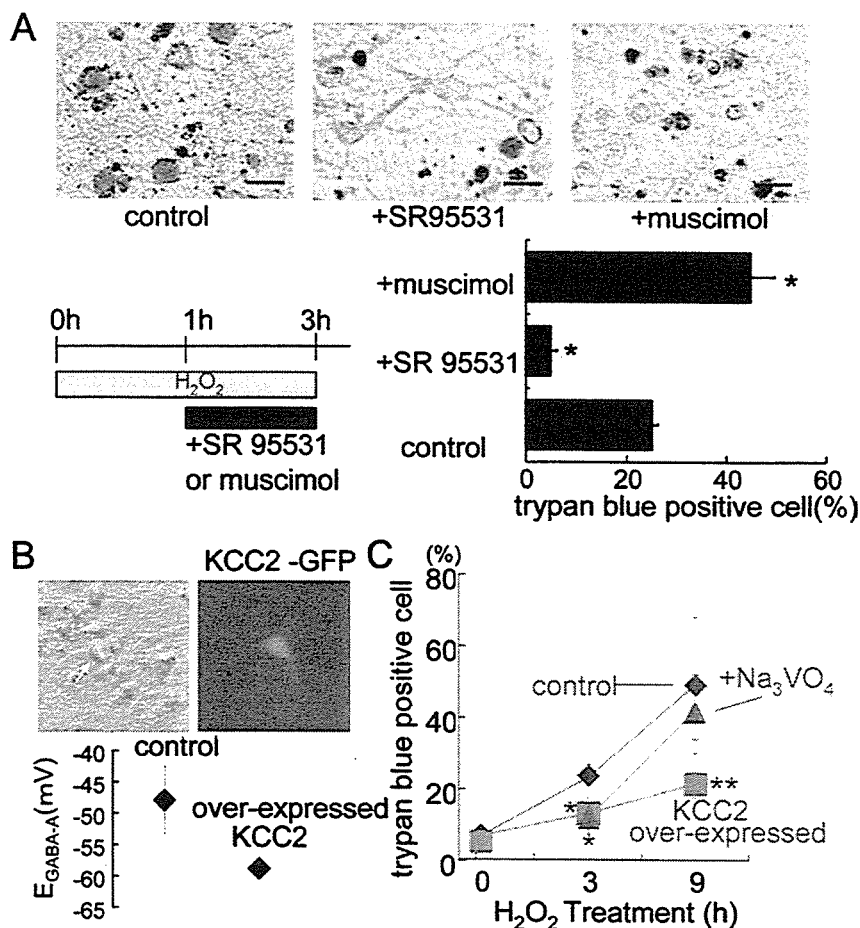 A
control
+SR95531
+muscimol
0h 1h 3h
H₂O₂
+SR 95531
or muscimol
+muscimol
*
+SR 95531
*
control
0 20 40 60
trypan blue positive cell(%)
B
KCC2 -GFP
control
over-expressed
KCC2
-40
-45
-50
-55
-60
-65
E_GABA-A(mV)
C
(%)
80
60
40
20
0
trypan blue positive cell
control
+Na₃VO₄
*
*
**
KCC2
over-expressed
0 3 9
H₂O₂ Treatment (h)